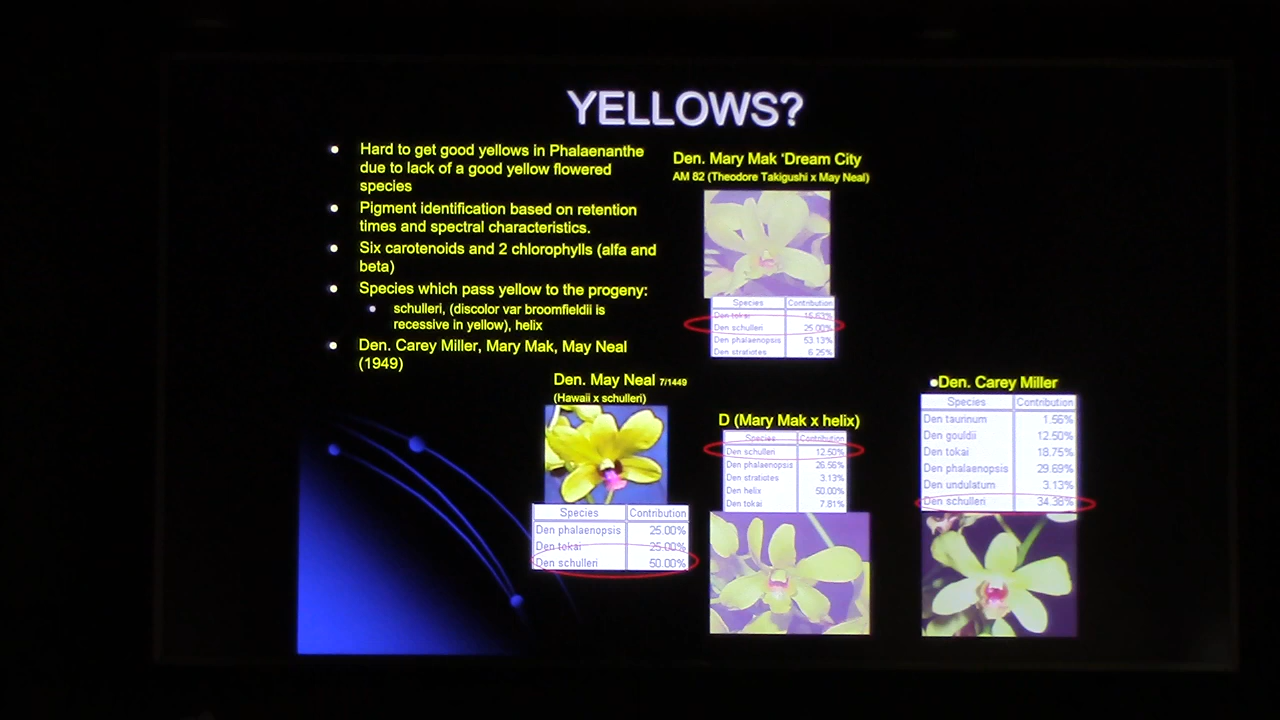 YELLOWS?
Hard to get good yellows in Phalaenanthe
due to lack of a good yellow flowered
species
Pigment identification based on retention
times and spectral characteristics.
Six carotenoids and 2 chlorophylls (alfa and
beta)
Species which pass yellow to the progeny:
schulleri, (discolor var broomfieldii is
recessive in yellow), helix
Den. Carey Miller, Mary Mak, May Neal
(1949)
Den. Mary Mak ‘Dream City
AM 82 (Theodore Takigushi x May Neal)
Species Contribution
Den tokai 15.63%
Den schulleri 25.00%
Den phalaenopsis 53.13%
Den stratiotes 6.25%
Den. May Neal 7/1449
(Hawaii x schulleri)
Species Contribution
Den phalaenopsis 25.00%
Den tokai 25.00%
Den schulleri 50.00%
D (Mary Mak x helix)
Species Contribution
Den schulleri 12.50%
Den phalaenopsis 26.56%
Den stratiotes 3.13%
Den helix 50.00%
Den tokai 7.81%
Den. Carey Miller
Species Contribution
Den taurinum 1.56%
Den gouldii 12.50%
Den tokai 18.75%
Den phalaenopsis 29.69%
Den undulatum 3.13%
Den schulleri 34.38%